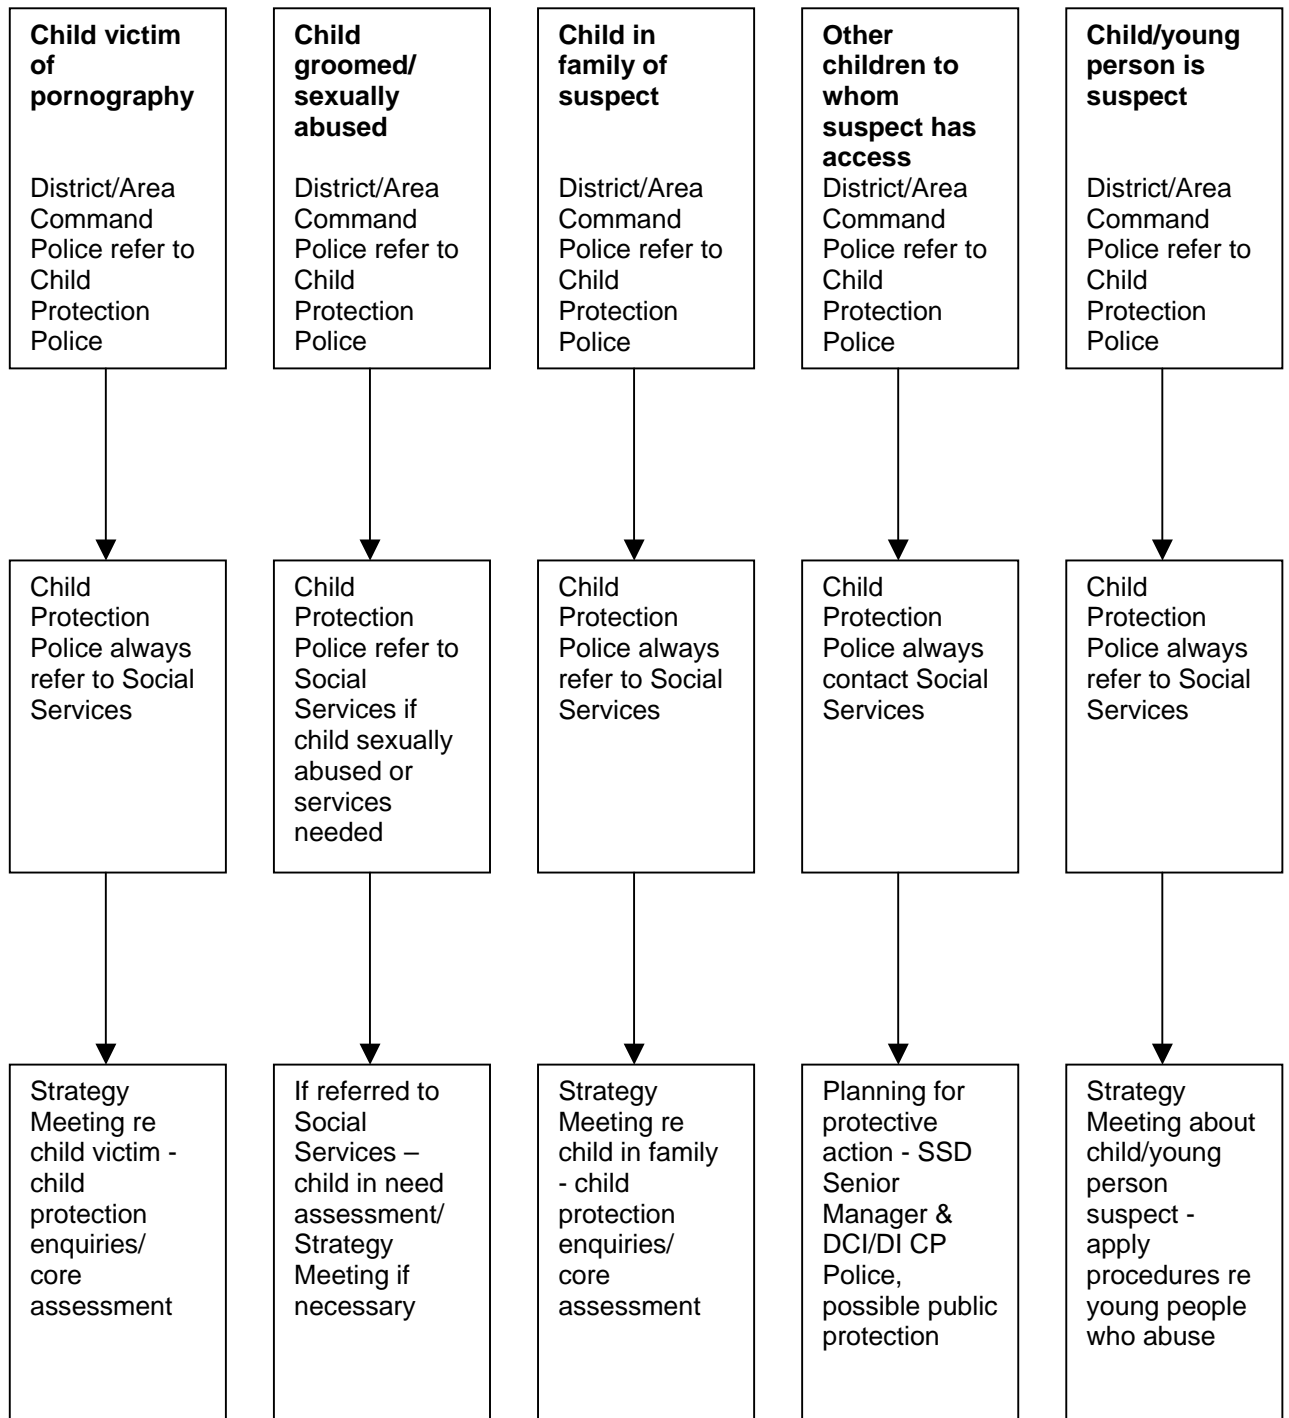 Child victim
of
pornography
District/Area
Command
Police refer to
Child
Protection
Police
Child
groomed/
sexually
abused
District/Area
Command
Police refer to
Child
Protection
Police
Child in
family of
suspect
District/Area
Command
Police refer to
Child
Protection
Police
Other
children to
whom
suspect has
access
District/Area
Command
Police refer to
Child
Protection
Police
Child/young
person is
suspect
District/Area
Command
Police refer to
Child
Protection
Police
Child
Protection
Police always
refer to Social
Services
Child
Protection
Police refer to
Social
Services if
child sexually
abused or
services
needed
Child
Protection
Police always
refer to Social
Services
Child
Protection
Police always
contact Social
Services
Child
Protection
Police always
refer to Social
Services
Strategy
Meeting re
child victim -
child
protection
enquiries/
core
assessment
If referred to
Social
Services –
child in need
assessment/
Strategy
Meeting if
necessary
Strategy
Meeting re
child in family
- child
protection
enquiries/
core
assessment
Planning for
protective
action - SSD
Senior
Manager &
DCI/DI CP
Police,
possible public
protection
Strategy
Meeting about
child/young
person
suspect -
apply
procedures re
young people
who abuse